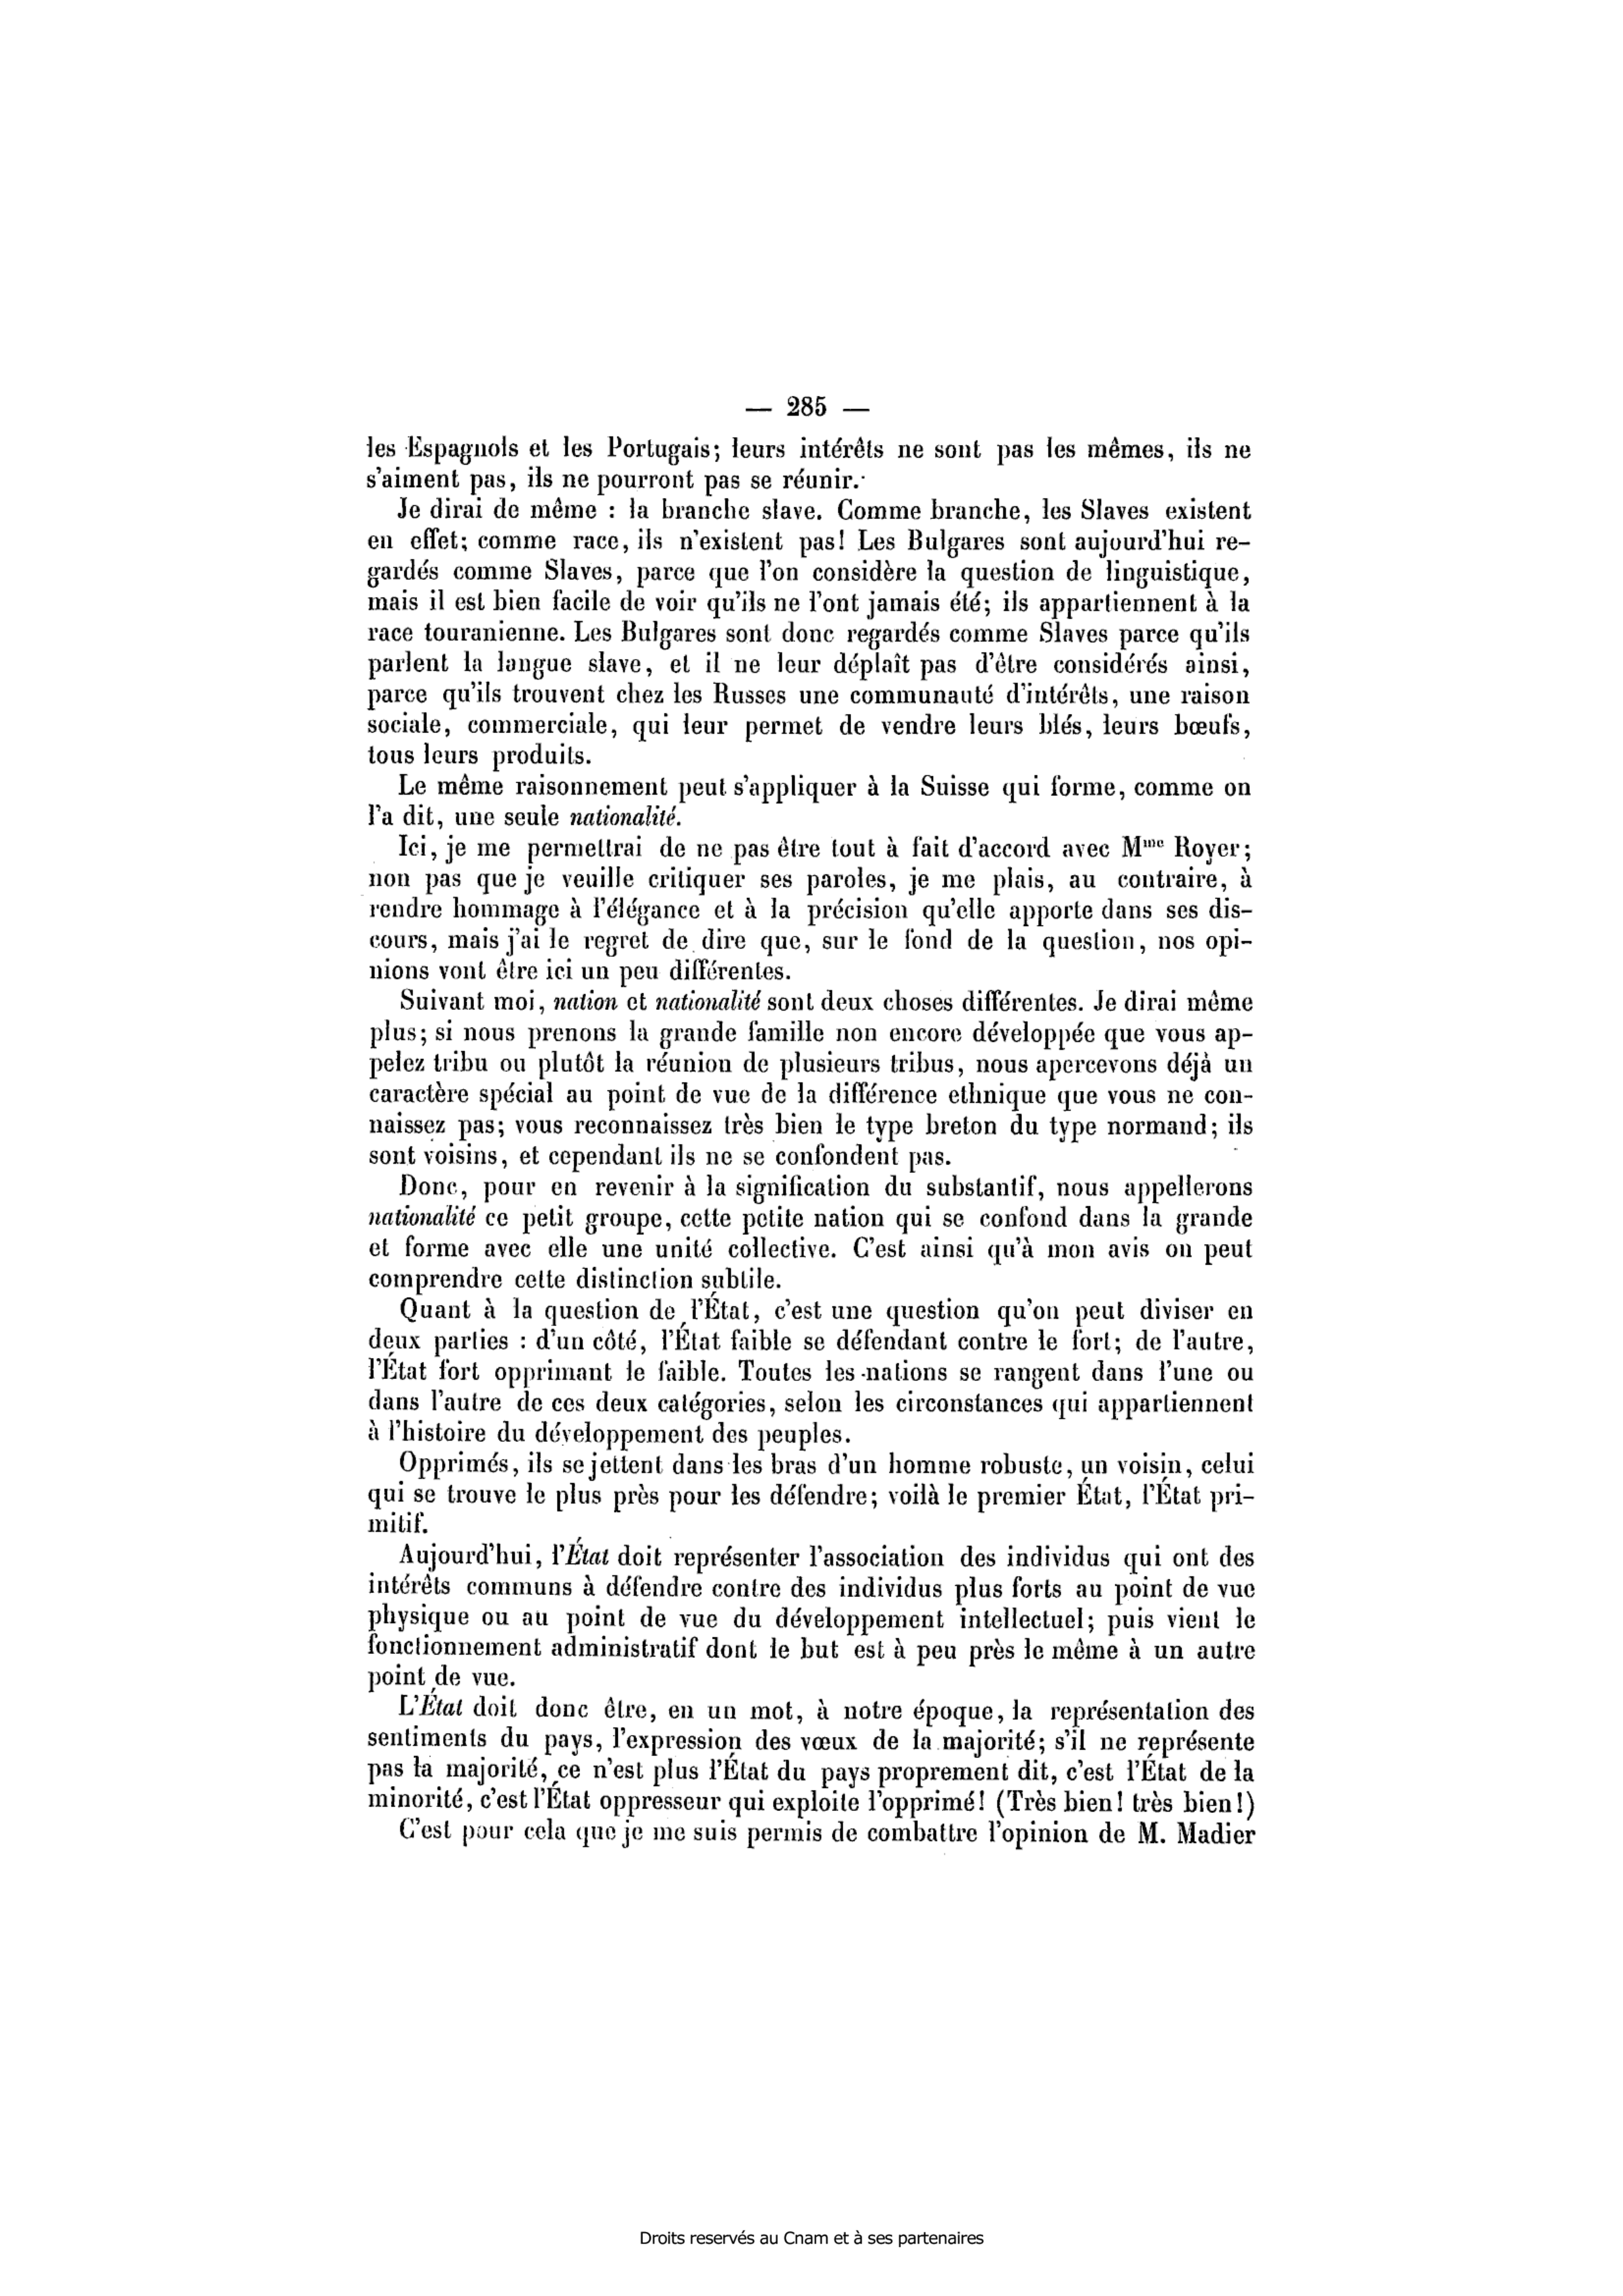 — 285 —
les Espagnols et les Portugais; leurs intérêts ne sont pas les mêmes, ils ne
s'aiment pas, ils ne pourront pas se réunir.
Je dirai de même : la branche slave. Comme branche, les Slaves existent
en effet; comme race, ils n'existent pas! Les Bulgares sont aujourd'hui re-
gardés comme Slaves, parce que l'on considère la question de linguistique,
mais il est bien facile de voir qu'ils ne l'ont jamais été; ils appartiennent à la
race touranienne. Les Bulgares sont donc regardés comme Slaves parce qu'ils
parlent la langue slave, et il ne leur déplaît pas d'être considérés ainsi,
parce qu'ils trouvent chez les Russes une communauté d'intérêts, une raison
sociale, commerciale, qui leur permet de vendre leurs blés, leurs bœufs,
tous leurs produits.
Le même raisonnement peut s'appliquer à la Suisse qui forme, comme on
l'a dit, une seule nationalité.
Ici, je me permettrai de ne pas être tout à fait d'accord avec Mme Royer;
non pas que je veuille critiquer ses paroles, je me plais, au contraire, à
rendre hommage à l'élégance et à la précision qu'elle apporte dans ses dis-
cours, mais j'ai le regret de dire que, sur le fond de la question, nos opi-
nions vont être ici un peu différentes.
Suivant moi, nation et nationalité sont deux choses différentes. Je dirai même
plus; si nous prenons la grande famille non encore développée que vous ap-
pelez tribu ou plutôt la réunion de plusieurs tribus, nous apercevons déjà un
caractère spécial au point de vue de la différence ethnique que vous ne con-
naissez pas; vous reconnaissez très bien le type breton du type normand; ils
sont voisins, et cependant ils ne se confondent pas.
Donc, pour en revenir à la signification du substantif, nous appellerons
nationalité ce petit groupe, cette petite nation qui se confond dans la grande
et forme avec elle une unité collective. C'est ainsi qu'à mon avis on peut
comprendre cette distinction subtile.
Quant à la question de l'État, c'est une question qu'on peut diviser en
deux parties : d'un côté, l'État faible se défendant contre le fort; de l'autre,
l'État fort opprimant le faible. Toutes les nations se rangent dans l'une ou
dans l'autre de ces deux catégories, selon les circonstances qui appartiennent
à l'histoire du développement des peuples.
Opprimés, ils se jettent dans les bras d'un homme robuste, un voisin, celui
qui se trouve le plus près pour les défendre; voilà le premier État, l'État pri-
mitif.
Aujourd'hui, l'État doit représenter l'association des individus qui ont des
intérêts communs à défendre contre des individus plus forts au point de vue
physique ou au point de vue du développement intellectuel; puis vient le
fonctionnement administratif dont le but est à peu près le même à un autre
point de vue.
L'État doit donc être, en un mot, à notre époque, la représentation des
sentiments du pays, l'expression des vœux de la majorité; s'il ne représente
pas la majorité, ce n'est plus l'État du pays proprement dit, c'est l'État de la
minorité, c'est l'État oppresseur qui exploite l'opprimé! (Très bien! très bien!)
C'est pour cela que je me suis permis de combattre l'opinion de M. Madier
Droits reservés au Cnam et à ses partenaires